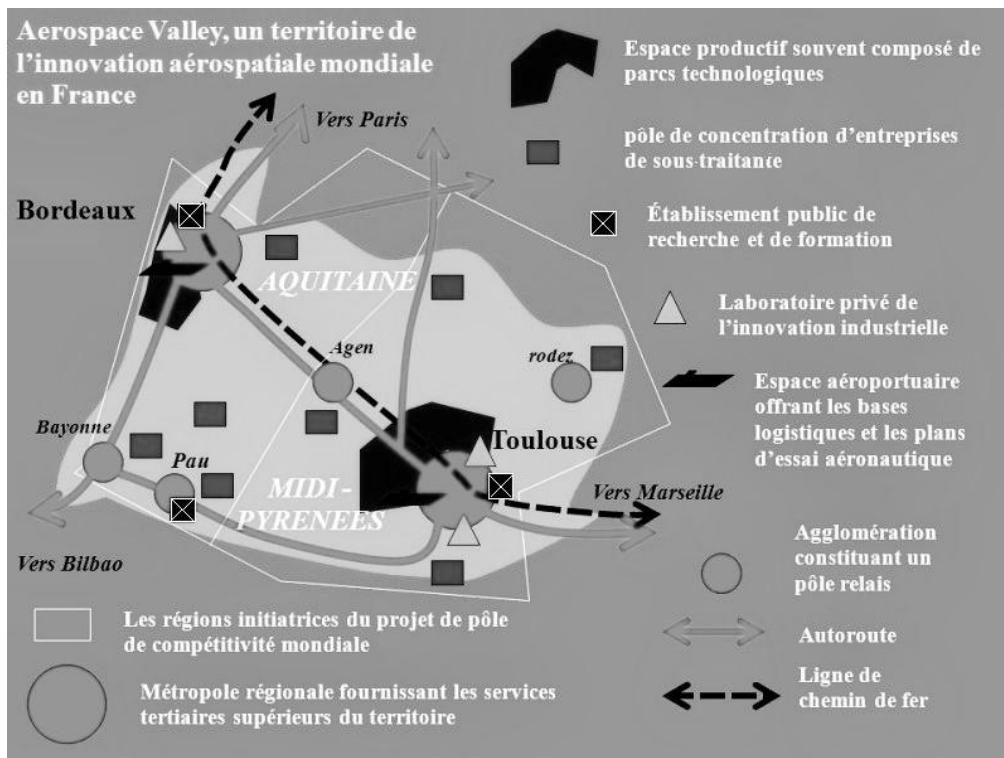 Aerospace Valley, un territoire de
l'innovation aérospatiale mondiale
en France
Vers Paris
Bordeaux
AQUITAINE
Agen
rodez
Bayonne
Pau
Toulouse
MIDI-
PYRENEES
Vers Marseille
Vers Bilbao
Espace productif souvent composé de
parcs technologiques
pôle de concentration d'entreprises
de sous-traitante
Établissement public de
recherche et de formation
Laboratoire privé de
l'innovation industrielle
Espace aéroportuaire
offrant les bases
logistiques et les plans
d'essai aéronautique
Agglomération
constituant un
pôle relais
Autoroute
Ligne de
chemin de fer
Les régions initiatrices du projet de pôle
de compétitivité mondiale
Métropole régionale fournissant les services
tertiaires supérieurs du territoire